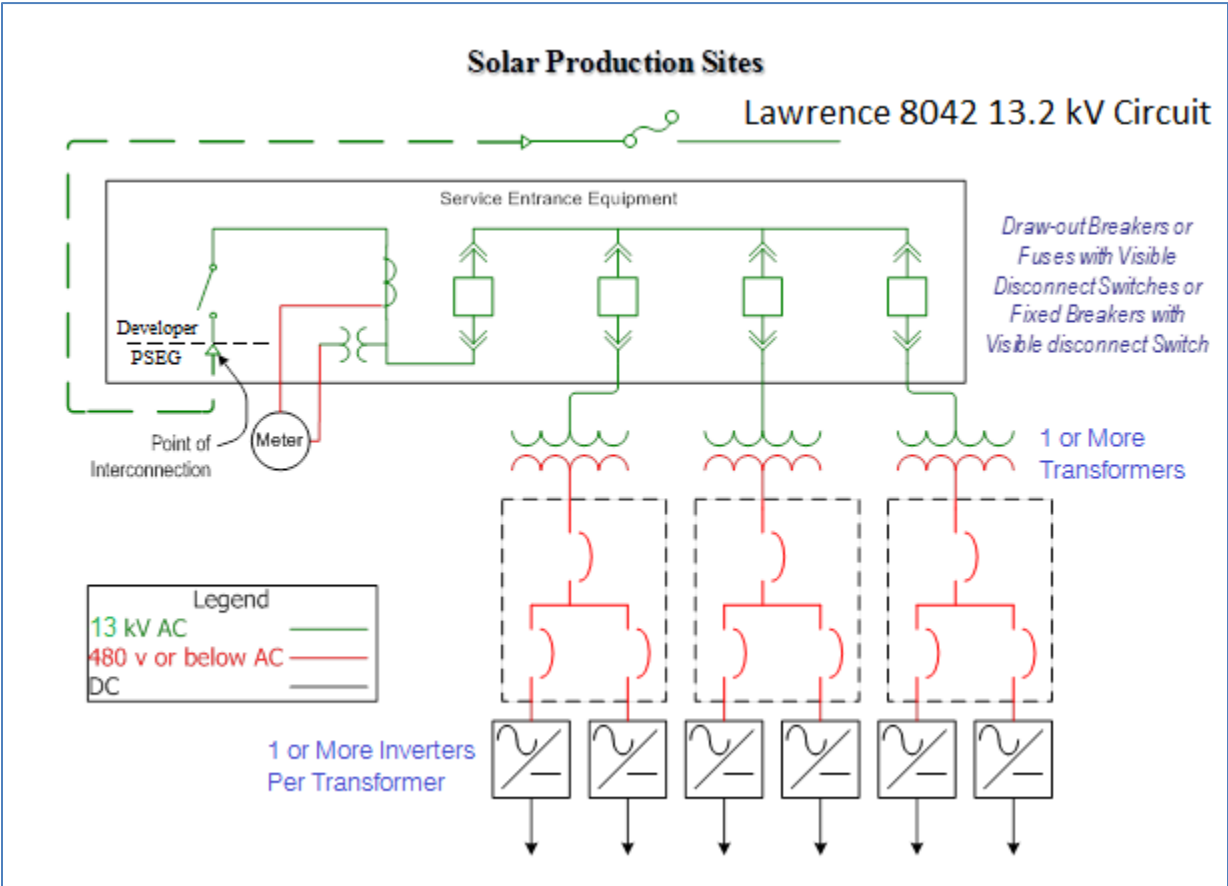 Solar Production Sites
Lawrence 8042 13.2 kV Circuit
Service Entrance Equipment
Draw-out Breakers or
Fuses with Visible
Disconnect Switches or
Fixed Breakers with
Visible disconnect Switch
Developer
PSEG
Point of
Interconnection
Meter
1 or More
Transformers
Legend
13 kV AC
480 v or below AC
DC
1 or More Inverters
Per Transformer